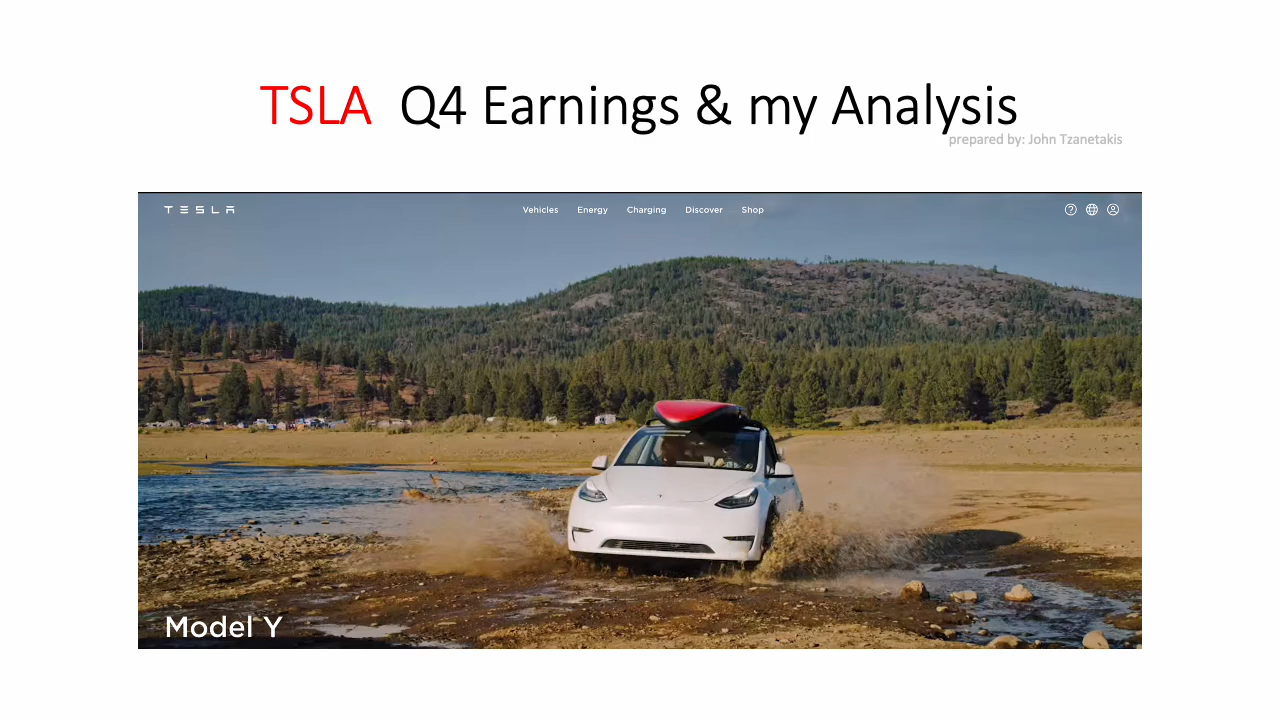 TSLA Q4 Earnings & my Analysis
prepared by: John Tzanetakis
TESLA Vehicles Energy Charging Discover Shop
Model Y